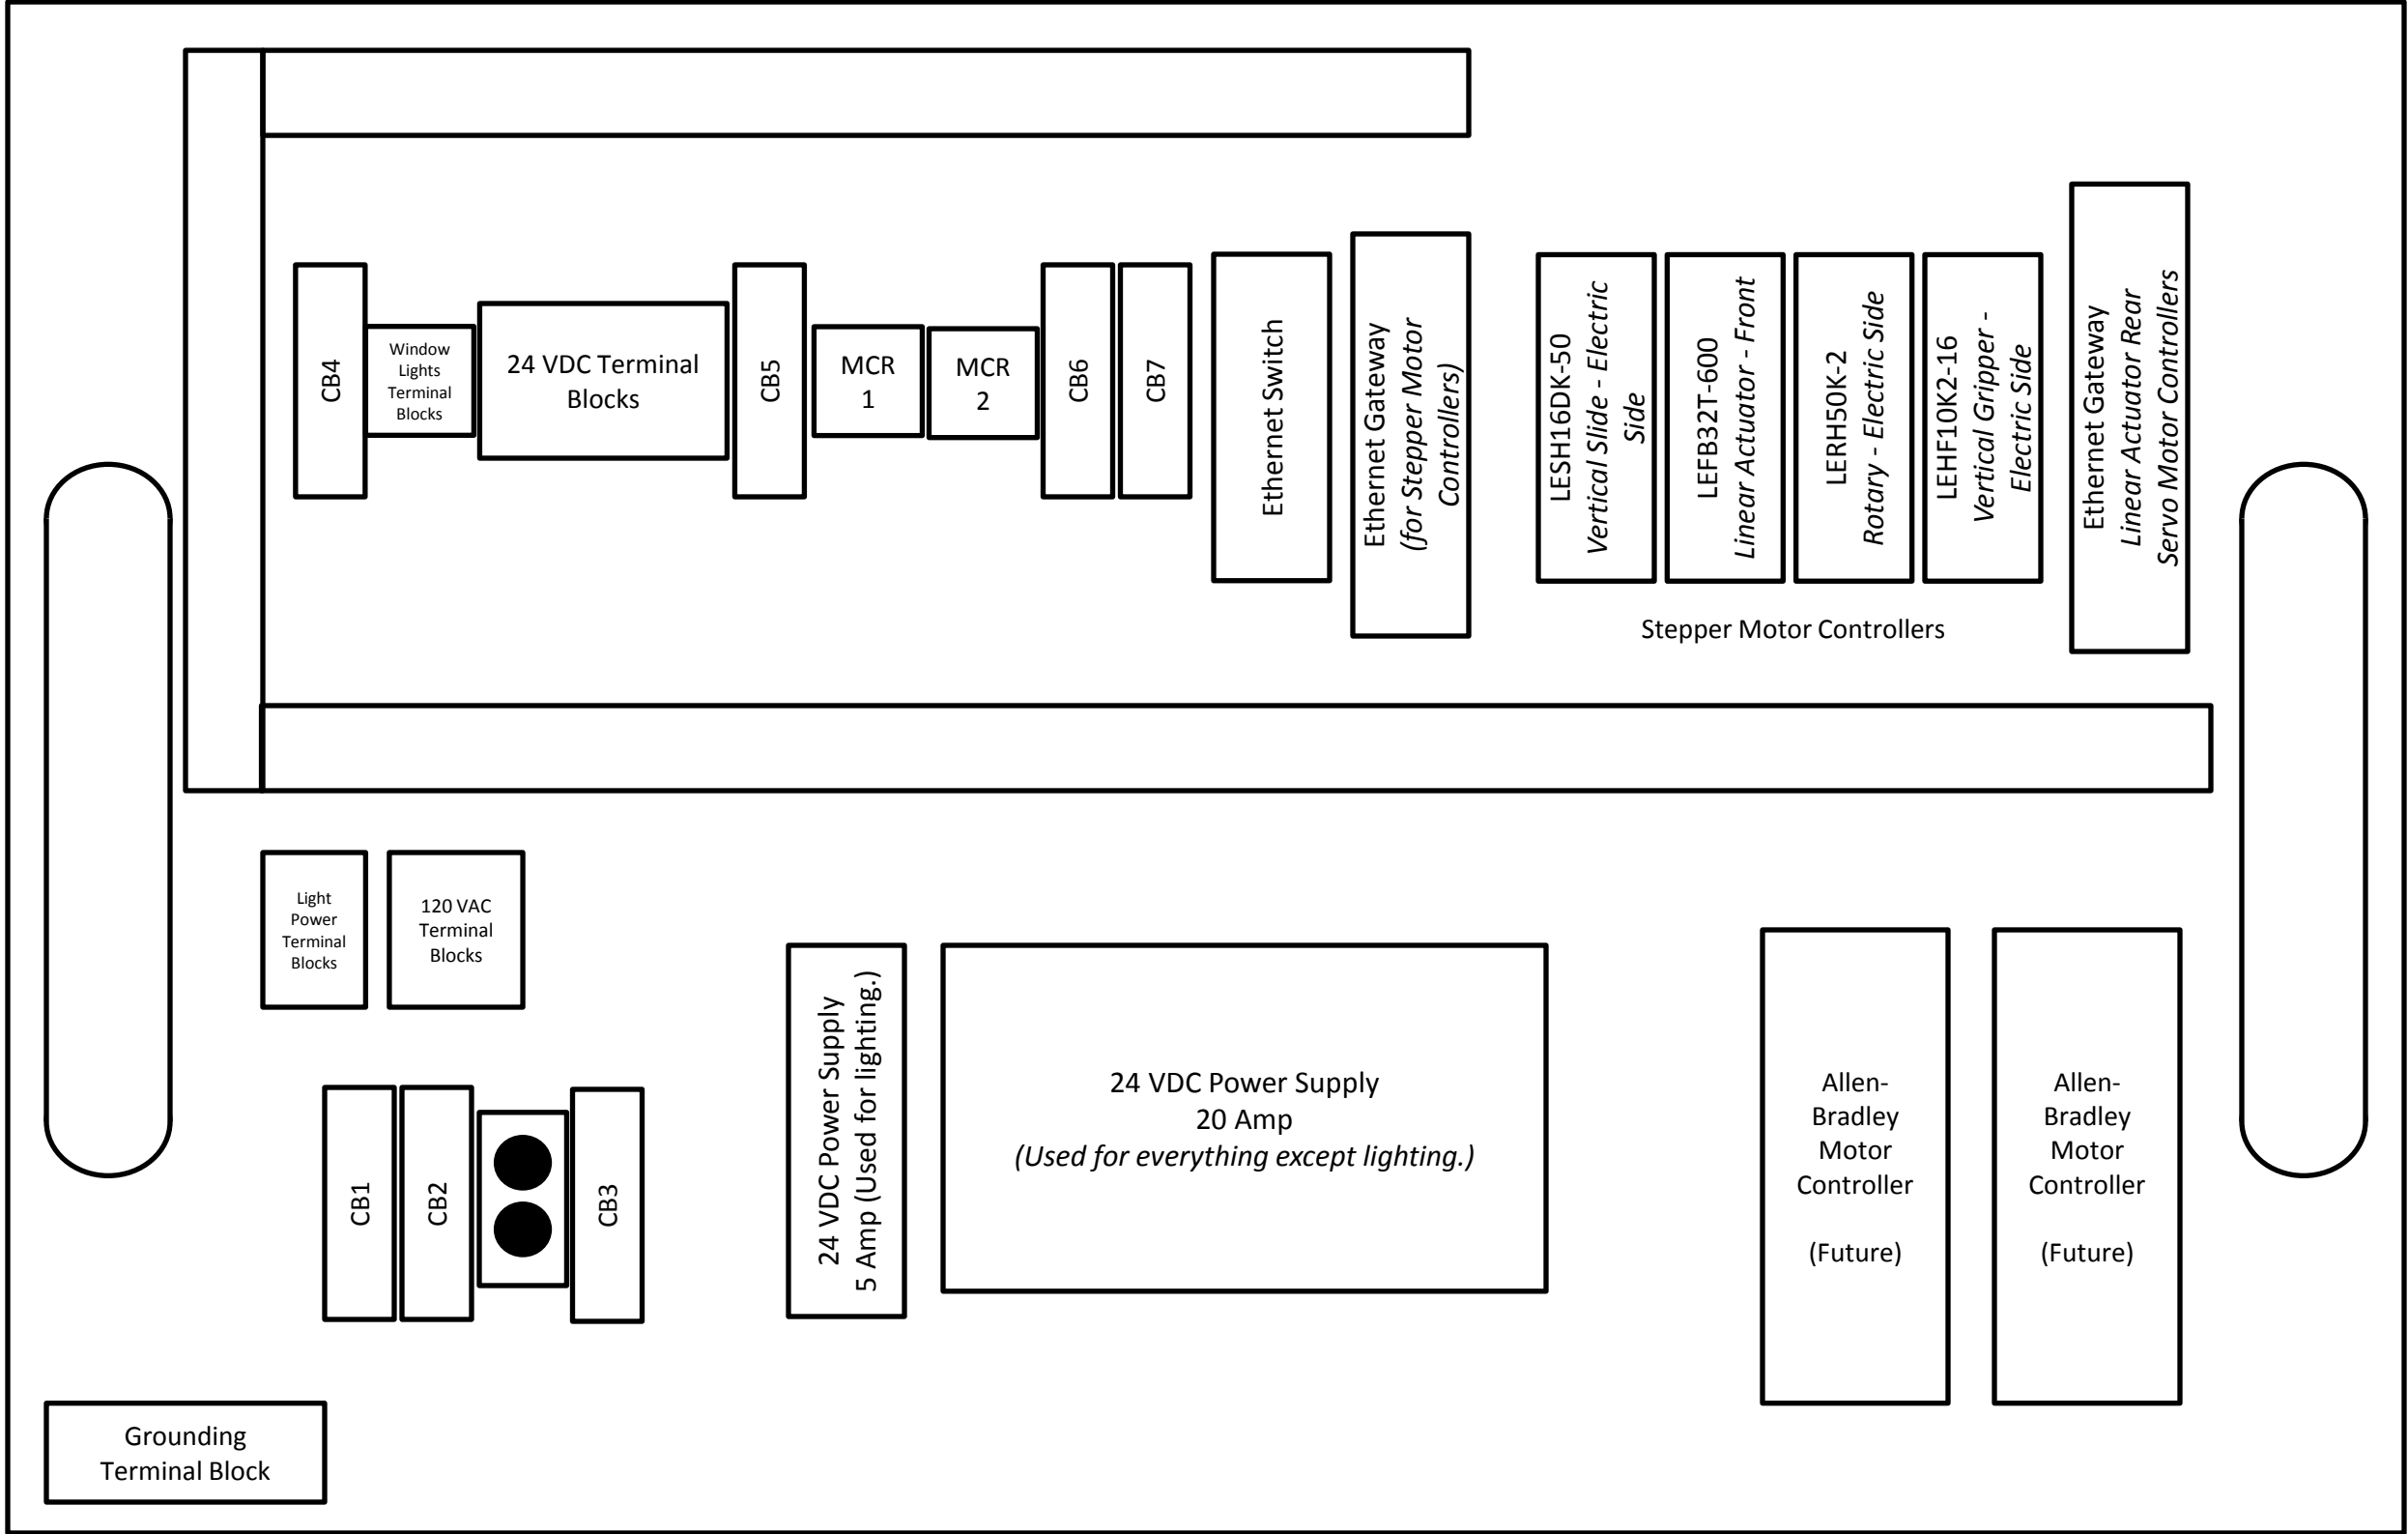 CB4
Window
Lights
Terminal
Blocks
24 VDC Terminal
Blocks
CB5
MCR
1
MCR
2
CB6
CB7
Ethernet Switch
Ethernet Gateway
(for Stepper Motor
Controllers)
LESH16DK-50
Vertical Slide - Electric
Side
LEFB32T-600
Linear Actuator - Front
LERH50K-2
Rotary - Electric Side
LEHF10K2-16
Vertical Gripper -
Electric Side
Ethernet Gateway
Linear Actuator Rear
Servo Motor Controllers
Stepper Motor Controllers
Light
Power
Terminal
Blocks
120 VAC
Terminal
Blocks
CB1
CB2
CB3
24 VDC Power Supply
5 Amp (Used for lighting.)
24 VDC Power Supply
20 Amp
(Used for everything except lighting.)
Allen-
Bradley
Motor
Controller
(Future)
Allen-
Bradley
Motor
Controller
(Future)
Grounding
Terminal Block